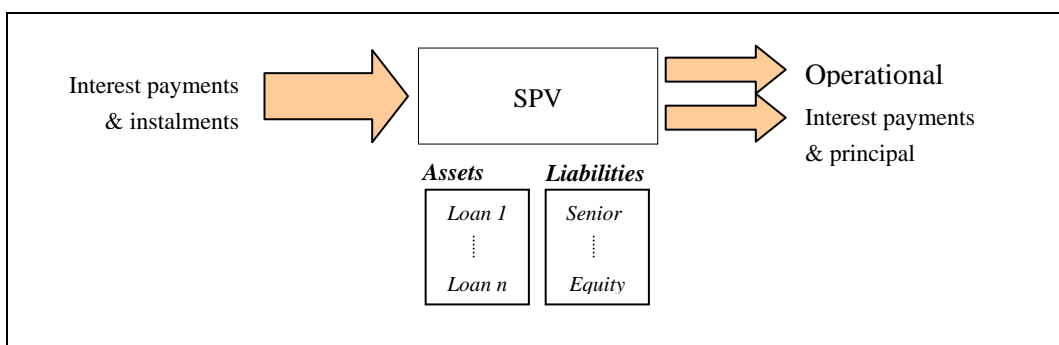 Interest payments
& instalments
SPV
Operational
Interest payments
& principal
Assets
Loan 1
Loan n
Liabilities
Senior
Equity